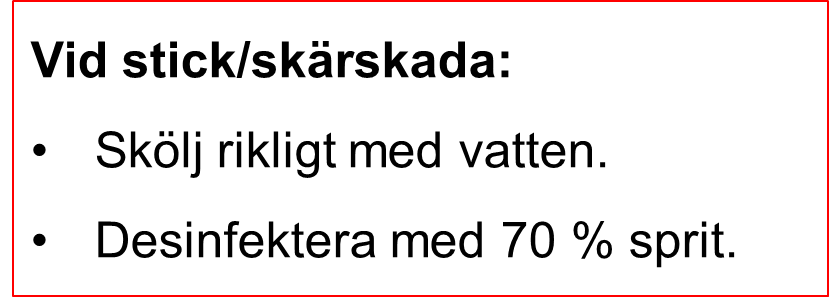 Vid stick/skärskada:
• Skölj rikligt med vatten.
• Desinfektera med 70 % sprit.